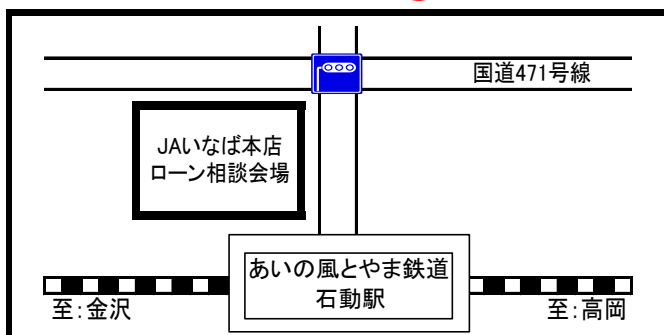 国道471号線
JAいなば本店
ローン相談会場
あいの風とやま鉄道
石動駅
至:金沢
至:高岡